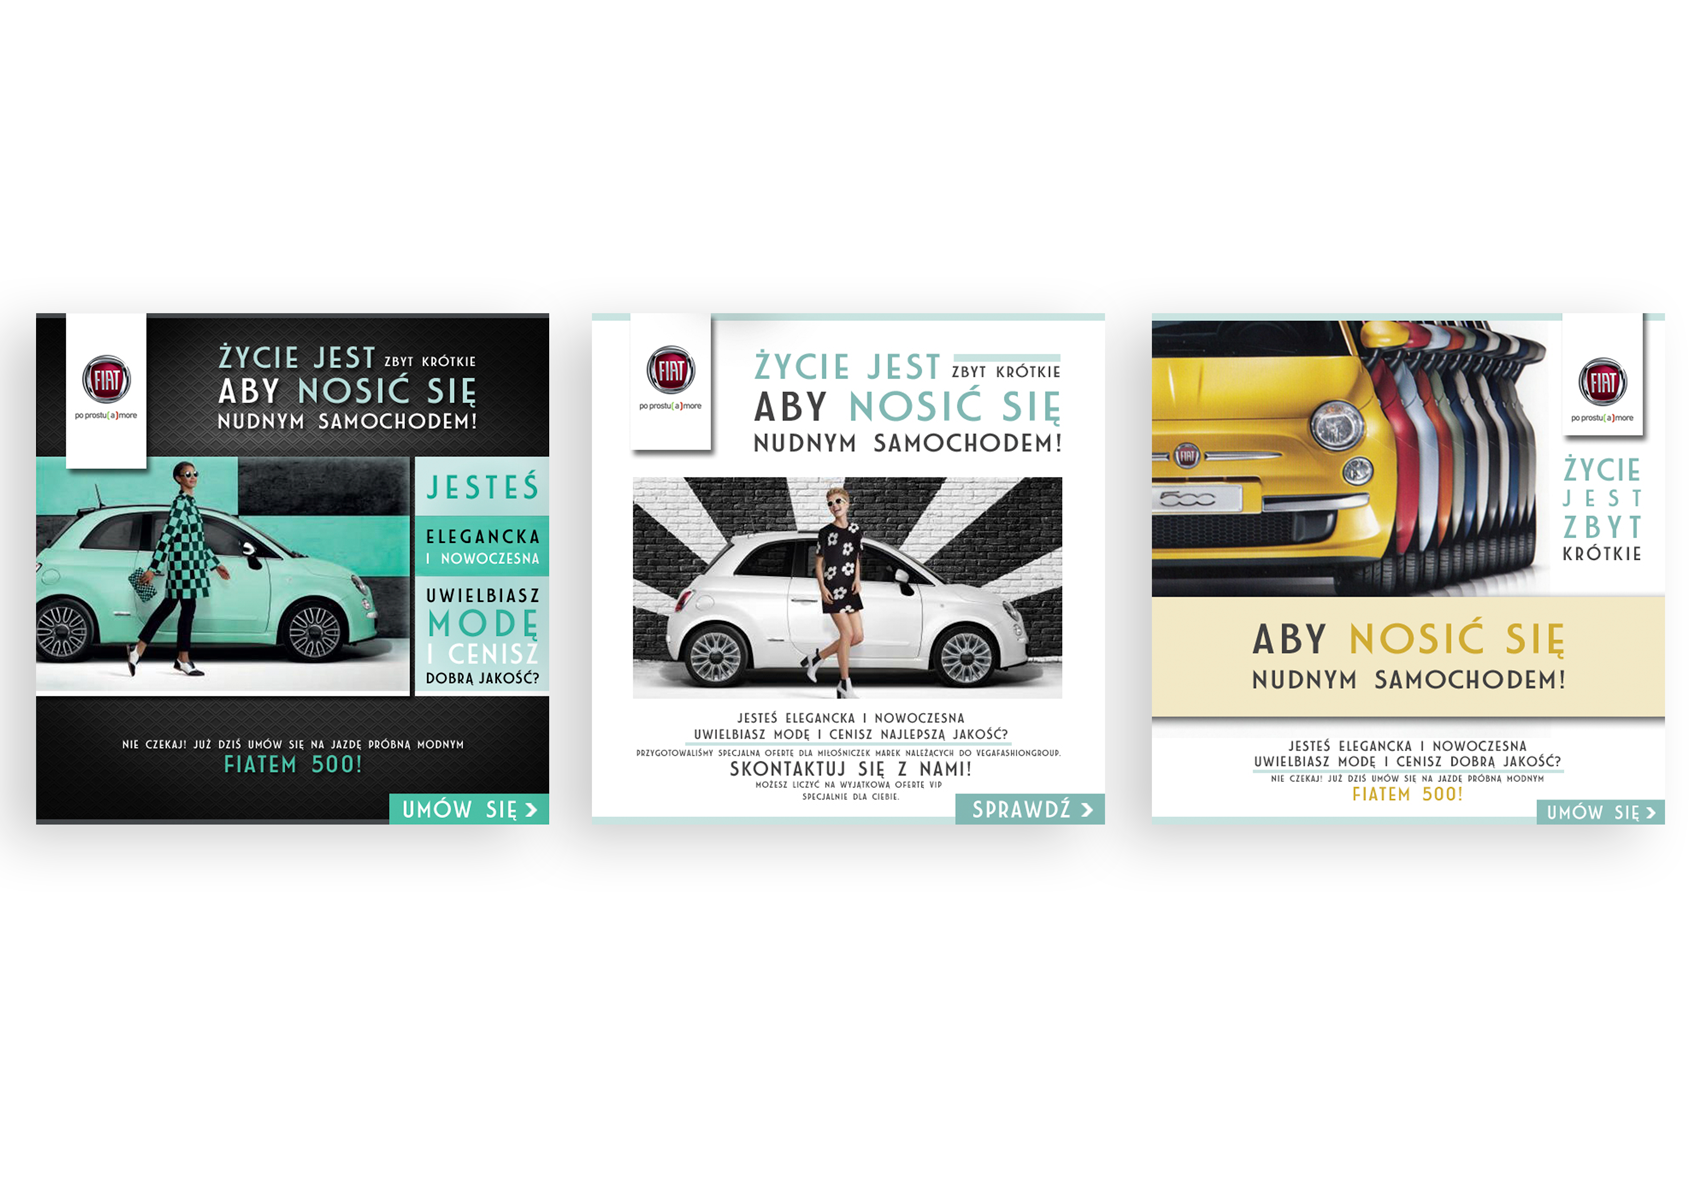 FIAT
po prostu{a}more
ŻYCIE JEST ZBYT KRÓTKIE
ABY NOSIĆ SIĘ
NUDNYM SAMOCHODEM!
JESTEŚ
ELEGANCKA
I NOWOCZESNA
UWIELBIASZ
MODĘ
I CENISZ
DOBRĄ JAKOŚĆ?
NIE CZEKAJ! JUŻ DZIŚ UMÓW SIĘ NA JAZDĘ PRÓBNĄ MODNYM
FIATEM 500!
UMÓW SIĘ
FIAT
po prostu{a}more
ŻYCIE JEST ZBYT KRÓTKIE
ABY NOSIĆ SIĘ
NUDNYM SAMOCHODEM!
JESTEŚ ELEGANCKA I NOWOCZESNA
UWIELBIASZ MODĘ I CENISZ NAJLEPSZĄ JAKOŚĆ?
PRZYGOTOWALIŚMY SPECJALNĄ OFERTE DLA MIŁOŚNICZEK MAREK NALEŻĄCYCH DO VEGAFASHIONGROUP.
SKONTAKTUJ SIĘ Z NAMI!
MOŻESZ LICZYĆ NA WYJATKOWA OFERTE VIP
SPECJALNIE DLA CIEBIE.
SPRAWDŹ
FIAT
500
FIAT
po prostu{a}more
ŻYCIE
JEST
ZBYT
KRÓTKIE
ABY NOSIĆ SIĘ
NUDNYM SAMOCHODEM!
JESTEŚ ELEGANCKA I NOWOCZESNA
UWIELBIASZ MODĘ I CENISZ DOBRĄ JAKOŚĆ?
NIE CZEKAJ! JUŻ DZIŚ UMÓW SIĘ NA JAZDĘ PRÓBNĄ MODNYM
FIATEM 500!
UMÓW SIĘ